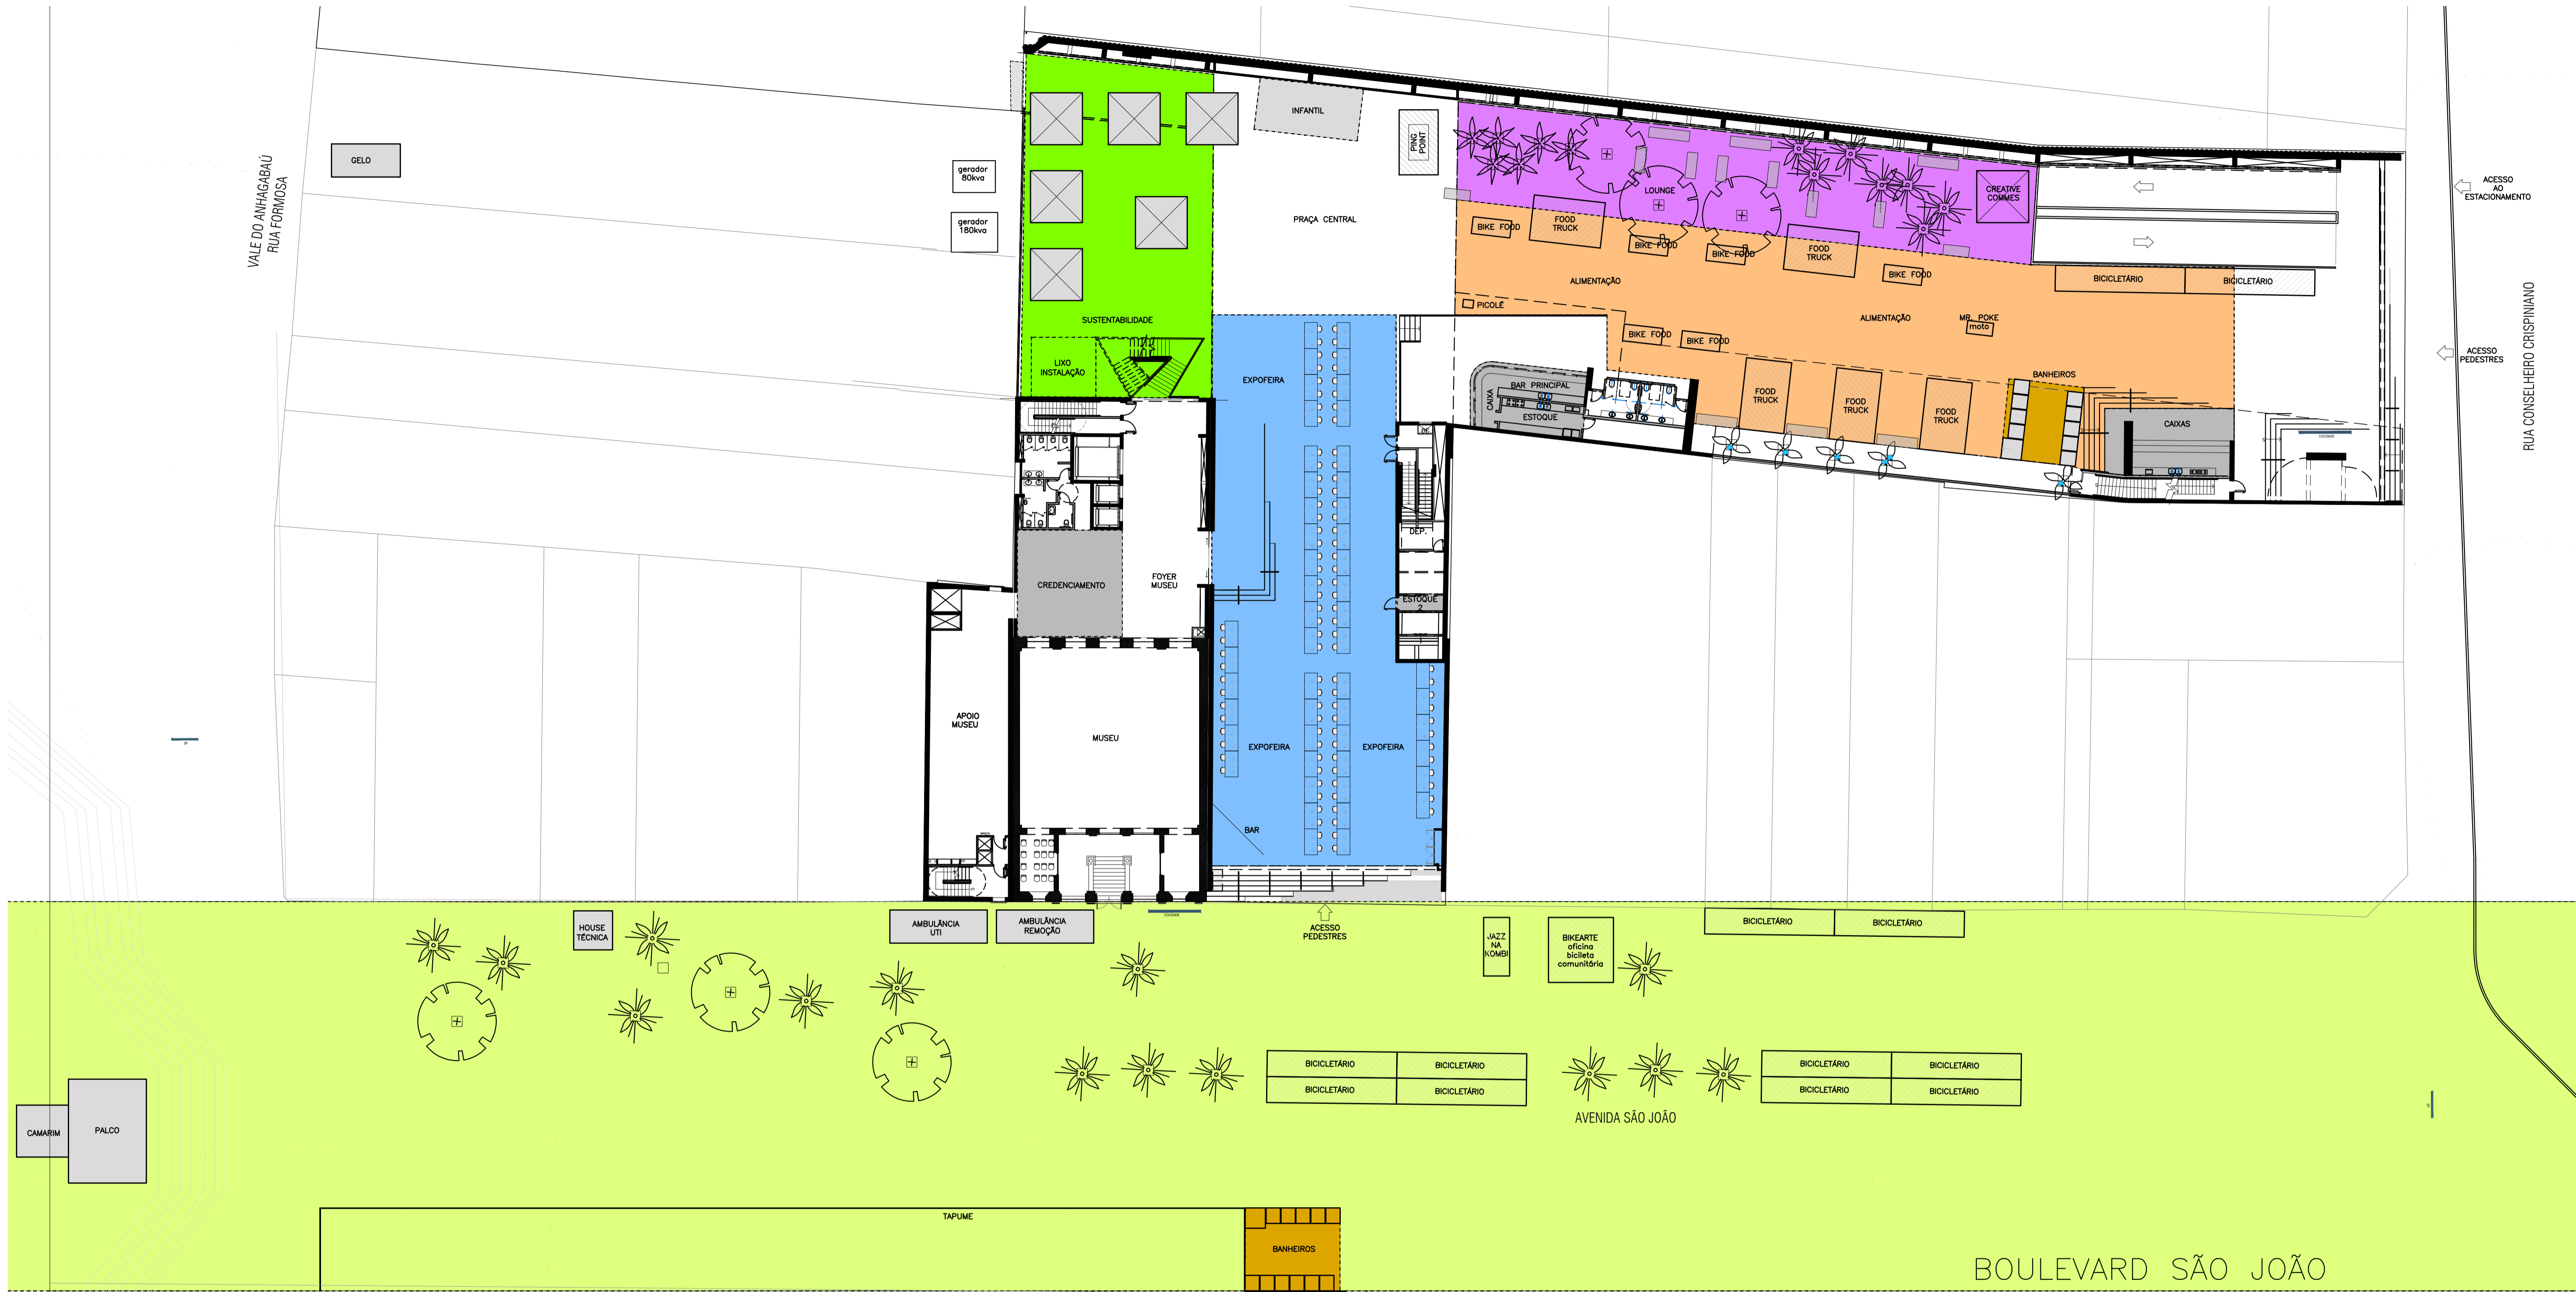 VALE DO ANHAGABAÚ
RUA FORMOSA
GELO
gerador
80kva
gerador
180kva
INFANTIL
PING
POINT
PRAÇA CENTRAL
SUSTENTABILIDADE
LIXO
INSTALAÇÃO
LOUNGE
CREATIVE
COMMES
BIKE FOOD
FOOD
TRUCK
BIKE FOOD
BIKE FOOD
FOOD
TRUCK
BIKE FOOD
ALIMENTAÇÃO
PICOLÉ
ALIMENTAÇÃO
MR. POKE
moto
BIKE FOOD
BIKE FOOD
BICICLETÁRIO
BICICLETÁRIO
ACESSO
AO
ESTACIONAMENTO
ACESSO
PEDESTRES
RUA CONSELHEIRO CRISPINIANO
EXPOFEIRA
CAIXA
BAR PRINCIPAL
ESTOQUE
FOOD
TRUCK
FOOD
TRUCK
FOOD
TRUCK
BANHEIROS
CAIXAS
COCIDADE
DEP.
ESTOQUE
2
CREDENCIAMENTO
FOYER
MUSEU
APOIO
MUSEU
MUSEU
EXPOFEIRA
EXPOFEIRA
BAR
HOUSE
TÉCNICA
AMBULÂNCIA
UTI
AMBULÂNCIA
REMOÇÃO
COCIDADE
ACESSO
PEDESTRES
JAZZ
NA
KOMBI
BIKEARTE
oficina
bicileta
comunitária
BICICLETÁRIO
BICICLETÁRIO
BICICLETÁRIO
BICICLETÁRIO
BICICLETÁRIO
BICICLETÁRIO
BICICLETÁRIO
BICICLETÁRIO
BICICLETÁRIO
BICICLETÁRIO
AVENIDA SÃO JOÃO
CAMARIM
PALCO
TAPUME
BANHEIROS
BOULEVARD SÃO JOÃO